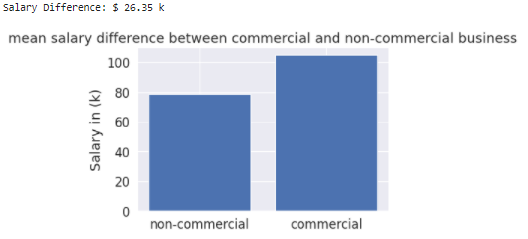 Salary Difference: $ 26.35 k
mean salary difference between commercial and non-commercial business
100
80
60
40
20
0
Salary in (k)
non-commercial commercial